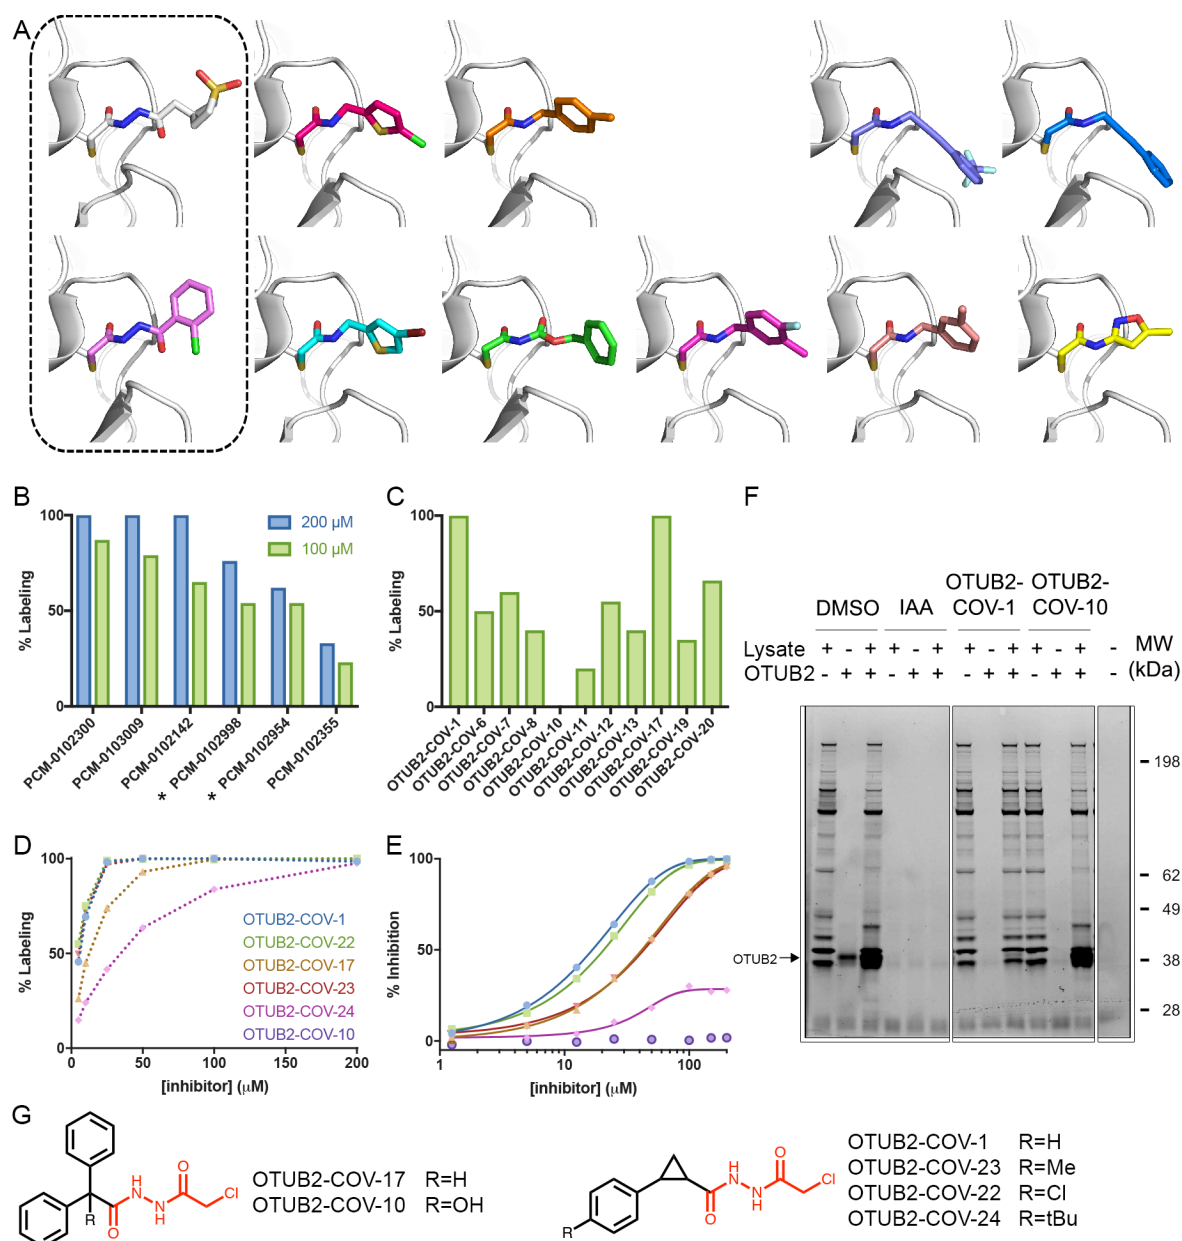 A
B
% Labeling
100
50
0
200 µM
100 µM
PCM-0102300
PCM-0103009
PCM-0102142
PCM-0102998
PCM-0102954
PCM-0102355
*
*
C
% Labeling
100
50
0
OTUB2-COV-1
OTUB2-COV-6
OTUB2-COV-7
OTUB2-COV-8
OTUB2-COV-10
OTUB2-COV-11
OTUB2-COV-12
OTUB2-COV-13
OTUB2-COV-17
OTUB2-COV-19
OTUB2-COV-20
D
% Labeling
100
50
0
0 50 100 150 200
[inhibitor] (µM)
OTUB2-COV-1
OTUB2-COV-22
OTUB2-COV-17
OTUB2-COV-23
OTUB2-COV-24
OTUB2-COV-10
E
% Inhibition
100
50
0
1 10 100
[inhibitor] (µM)
F
DMSO IAA OTUB2-COV-1 OTUB2-COV-10
Lysate + - + + - + + - + + - + -
OTUB2 - + + - + + - + + - + + -
MW
(kDa)
198
62
49
38
28
OTUB2
G
R
O
H
N
N
H
O
Cl
OTUB2-COV-17 R=H
OTUB2-COV-10 R=OH
R
O
H
N
N
H
O
Cl
OTUB2-COV-1 R=H
OTUB2-COV-23 R=Me
OTUB2-COV-22 R=Cl
OTUB2-COV-24 R=tBu